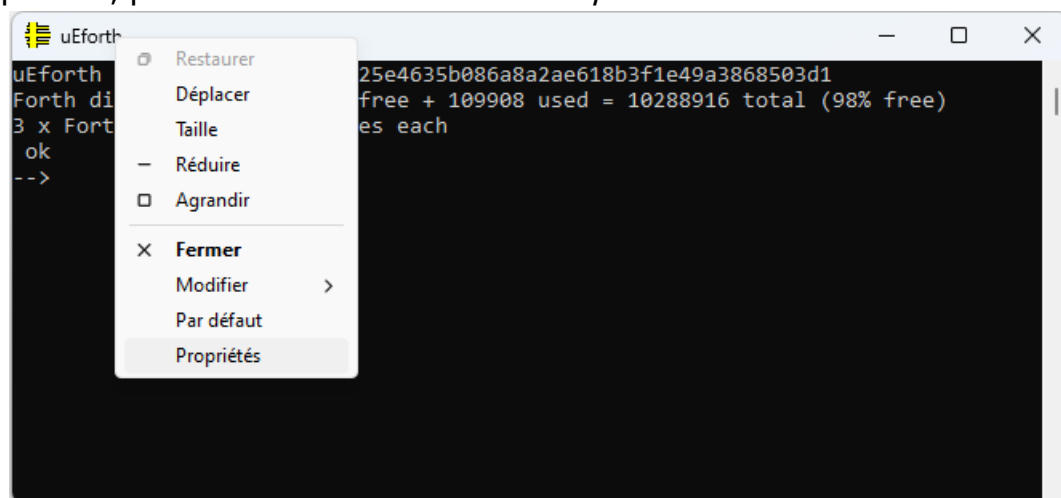 uEforth
uEforth 25e4635b086a8a2ae618b3f1e49a3868503d1
Forth di free + 109908 used = 10288916 total (98% free)
3 x Fort es each
ok
-->
Restaurer
Déplacer
Taille
Réduire
Agrandir
Fermer
Modifier
Par défaut
Propriétés